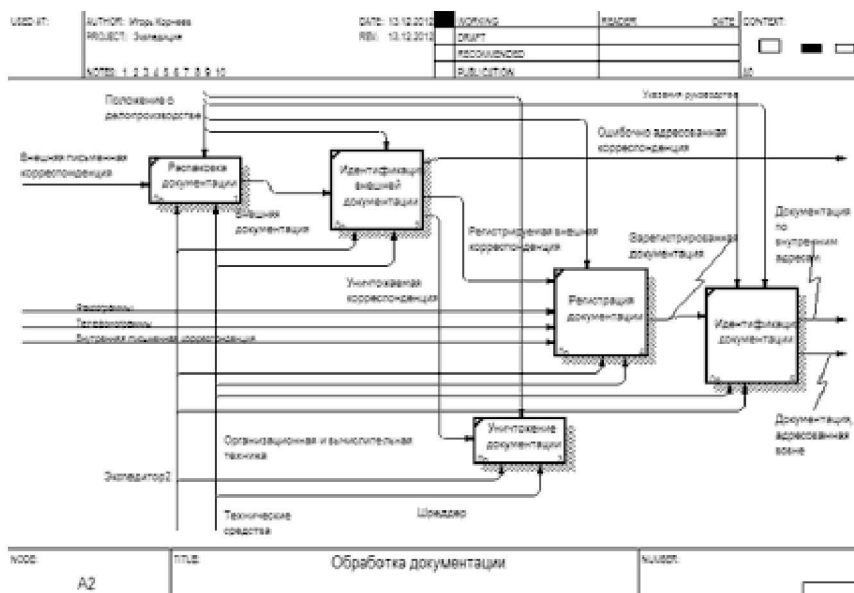 USED AT:
AUTHOR: Игорь Корнеев
DATE: 13.12.2012
WORKING
READER
DATE
CONTEXT:
PROJECT: Экспедиция
REV: 13.12.2012
DRAFT
RECOMMENDED
NOTES: 1 2 3 4 5 6 7 8 9 10
PUBLICATION
A0
Положение о
делопроизводстве
Указания руководства
Внешняя письменная
корреспонденция
Распаковка
документации
Идентификаци
внешней
документации
Ошибочно адресованная
корреспонденция
Внешняя
документация
Регистрируемая внешняя
корреспонденция
Зарегистрированная
документация
Документация
по
внутренним
адресам
Уничтожаемая
корреспонденция
Факсограммы
Телефонограммы
Внутренняя письменная корреспонденция
Регистрация
документации
Идентификаци
документации
Уничтожение
документации
Организационная и вычислительная
техника
Экспедитор2
Технические
средства
Шреддер
Документация,
адресованная
вовне
NODE:
TITLE:
Обработка документации
NUMBER:
A2